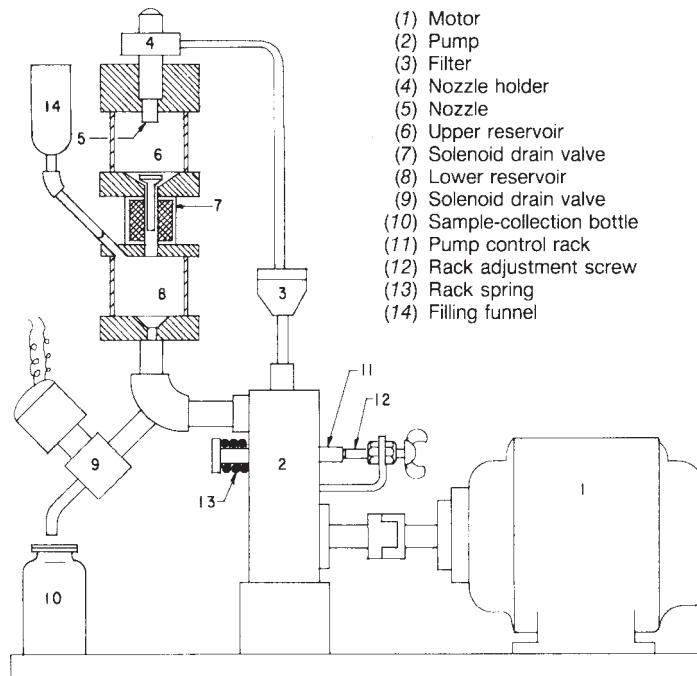 (1) Motor
(2) Pump
(3) Filter
(4) Nozzle holder
(5) Nozzle
(6) Upper reservoir
(7) Solenoid drain valve
(8) Lower reservoir
(9) Solenoid drain valve
(10) Sample-collection bottle
(11) Pump control rack
(12) Rack adjustment screw
(13) Rack spring
(14) Filling funnel
4
14
5
6
7
3
8
11
12
9
2
13
1
10